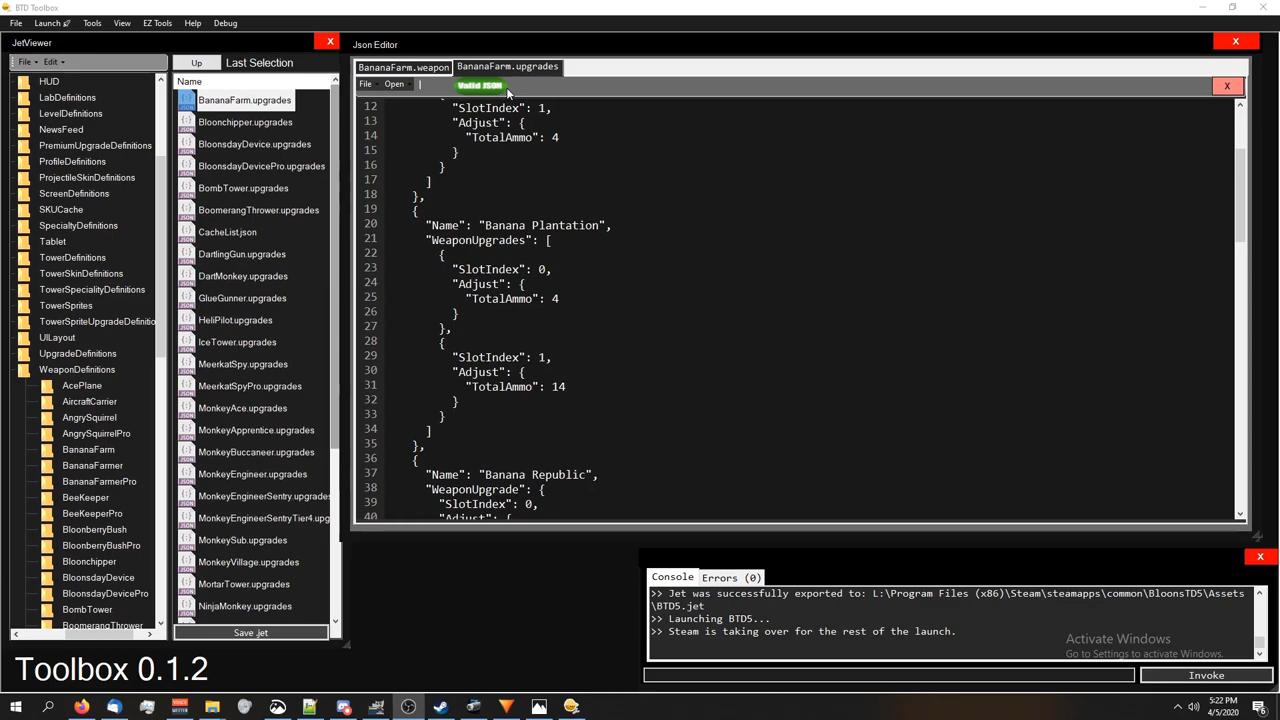 BTD Toolbox
File Launch Tools View EZ Tools Help Debug
JetViewer X
File Edit
HUD
LabDefinitions
LevelDefinitions
NewsFeed
PremiumUpgradeDefinitions
ProfileDefinitions
ProjectileSkinDefinitions
ScreenDefinitions
SKUCache
SpecialtyDefinitions
Tablet
TowerDefinitions
TowerSkinDefinitions
TowerSpecialityDefinitions
TowerSprites
TowerSpriteUpgradeDefinitio
UILayout
UpgradeDefinitions
WeaponDefinitions
AcePlane
AircraftCarrier
AngrySquirrel
AngrySquirrelPro
BananaFarm
BananaFarmer
BananaFarmerPro
BeeKeeper
BeeKeeperPro
BloonberryBush
BloonberryBushPro
Bloonchipper
BloonsdayDevice
BloonsdayDevicePro
BombTower
BoomerangThrower
Up Last Selection
Name
BananaFarm.upgrades
Bloonchipper.upgrades
BloonsdayDevice.upgrades
BloonsdayDevicePro.upgrades
BombTower.upgrades
BoomerangThrower.upgrades
CacheList.json
DartlingGun.upgrades
DartMonkey.upgrades
GlueGunner.upgrades
HeliPilot.upgrades
IceTower.upgrades
MeerkatSpy.upgrades
MeerkatSpyPro.upgrades
MonkeyAce.upgrades
MonkeyApprentice.upgrades
MonkeyBuccaneer.upgrades
MonkeyEngineer.upgrades
MonkeyEngineerSentry.upgrades
MonkeyEngineerSentryTier4.upg
MonkeySub.upgrades
MonkeyVillage.upgrades
MortarTower.upgrades
NinjaMonkey.upgrades
Save .jet
Json Editor X
BananaFarm.weapon BananaFarm.upgrades
File Open Valid JSON X
12 "SlotIndex": 1,
13 "Adjust": {
14 "TotalAmmo": 4
15 }
16 }
17 ]
18 },
19 {
20 "Name": "Banana Plantation",
21 "WeaponUpgrades": [
22 {
23 "SlotIndex": 0,
24 "Adjust": {
25 "TotalAmmo": 4
26 }
27 },
28 {
29 "SlotIndex": 1,
30 "Adjust": {
31 "TotalAmmo": 14
32 }
33 }
34 ]
35 },
36 {
37 "Name": "Banana Republic",
38 "WeaponUpgrade": {
39 "SlotIndex": 0,
40 "Adjust": {
X
Console Errors (0)
>> Jet was successfully exported to: L:\Program Files (x86)\Steam\steamapps\common\BloonsTD5\Assets
\BTD5.jet
>> Launching BTD5...
>> Steam is taking over for the rest of the launch.
Activate Windows
Go to Settings to activate Windows.
Invoke
Toolbox 0.1.2
5:22 PM
4/5/2020
6